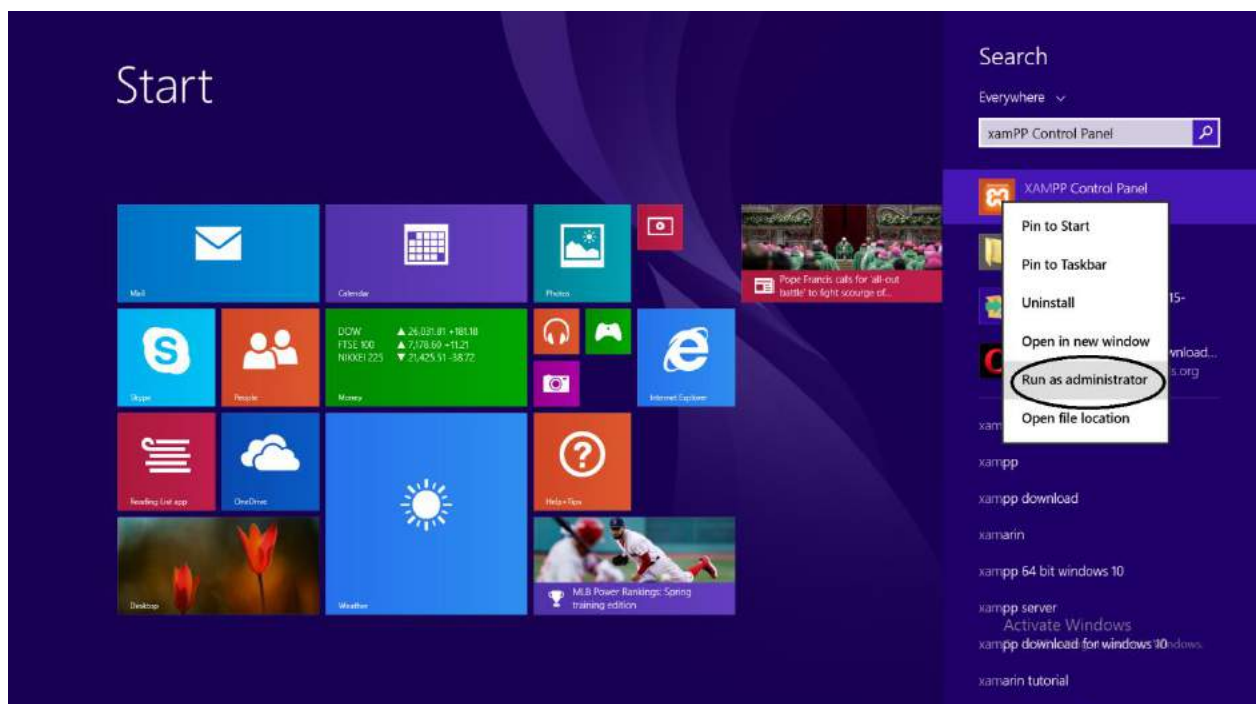 Start
Mail
Calendar
Photos
Pope Francis calls for 'all-out
battle' to fight scourge of...
Skype
People
DOW ▲ 26,031.81 +181.18
FTSE 100 ▲ 7,178.60 +11.21
NIKKEI 225 ▼ 21,425.51 -38.72
Money
Internet Explorer
Reading List app
OneDrive
Help+Tips
Desktop
Weather
MLB Power Rankings: Spring
training edition
Search
Everywhere
xamPP Control Panel
XAMPP Control Panel
Pin to Start
Pin to Taskbar
Uninstall
15-
Open in new window
wnload...
Run as administrator
s.org
Open file location
xam
xampp
xampp download
xamarin
xampp 64 bit windows 10
xampp server
Activate Windows
xampp download for windows 10
xamarin tutorial